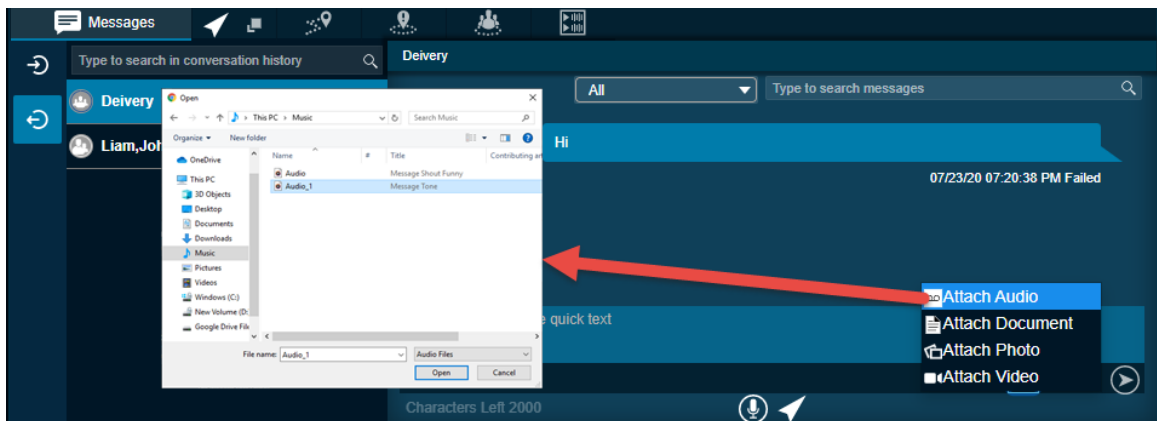 Messages
Type to search in conversation history
Deivery
All
Type to search messages
Deivery
Liam,Joh
Open
This PC > Music
Search Music
Organize
New folder
Name # Title Contributing art
OneDrive
This PC
3D Objects
Desktop
Documents
Downloads
Music
Pictures
Videos
Windows (C:)
New Volume (D:
Google Drive File
Audio Message Shout Funny
Audio_1 Message Tone
File name: Audio_1
Audio Files
Open
Cancel
Hi
07/23/20 07:20:38 PM Failed
quick text
Attach Audio
Attach Document
Attach Photo
Attach Video
Characters Left 2000